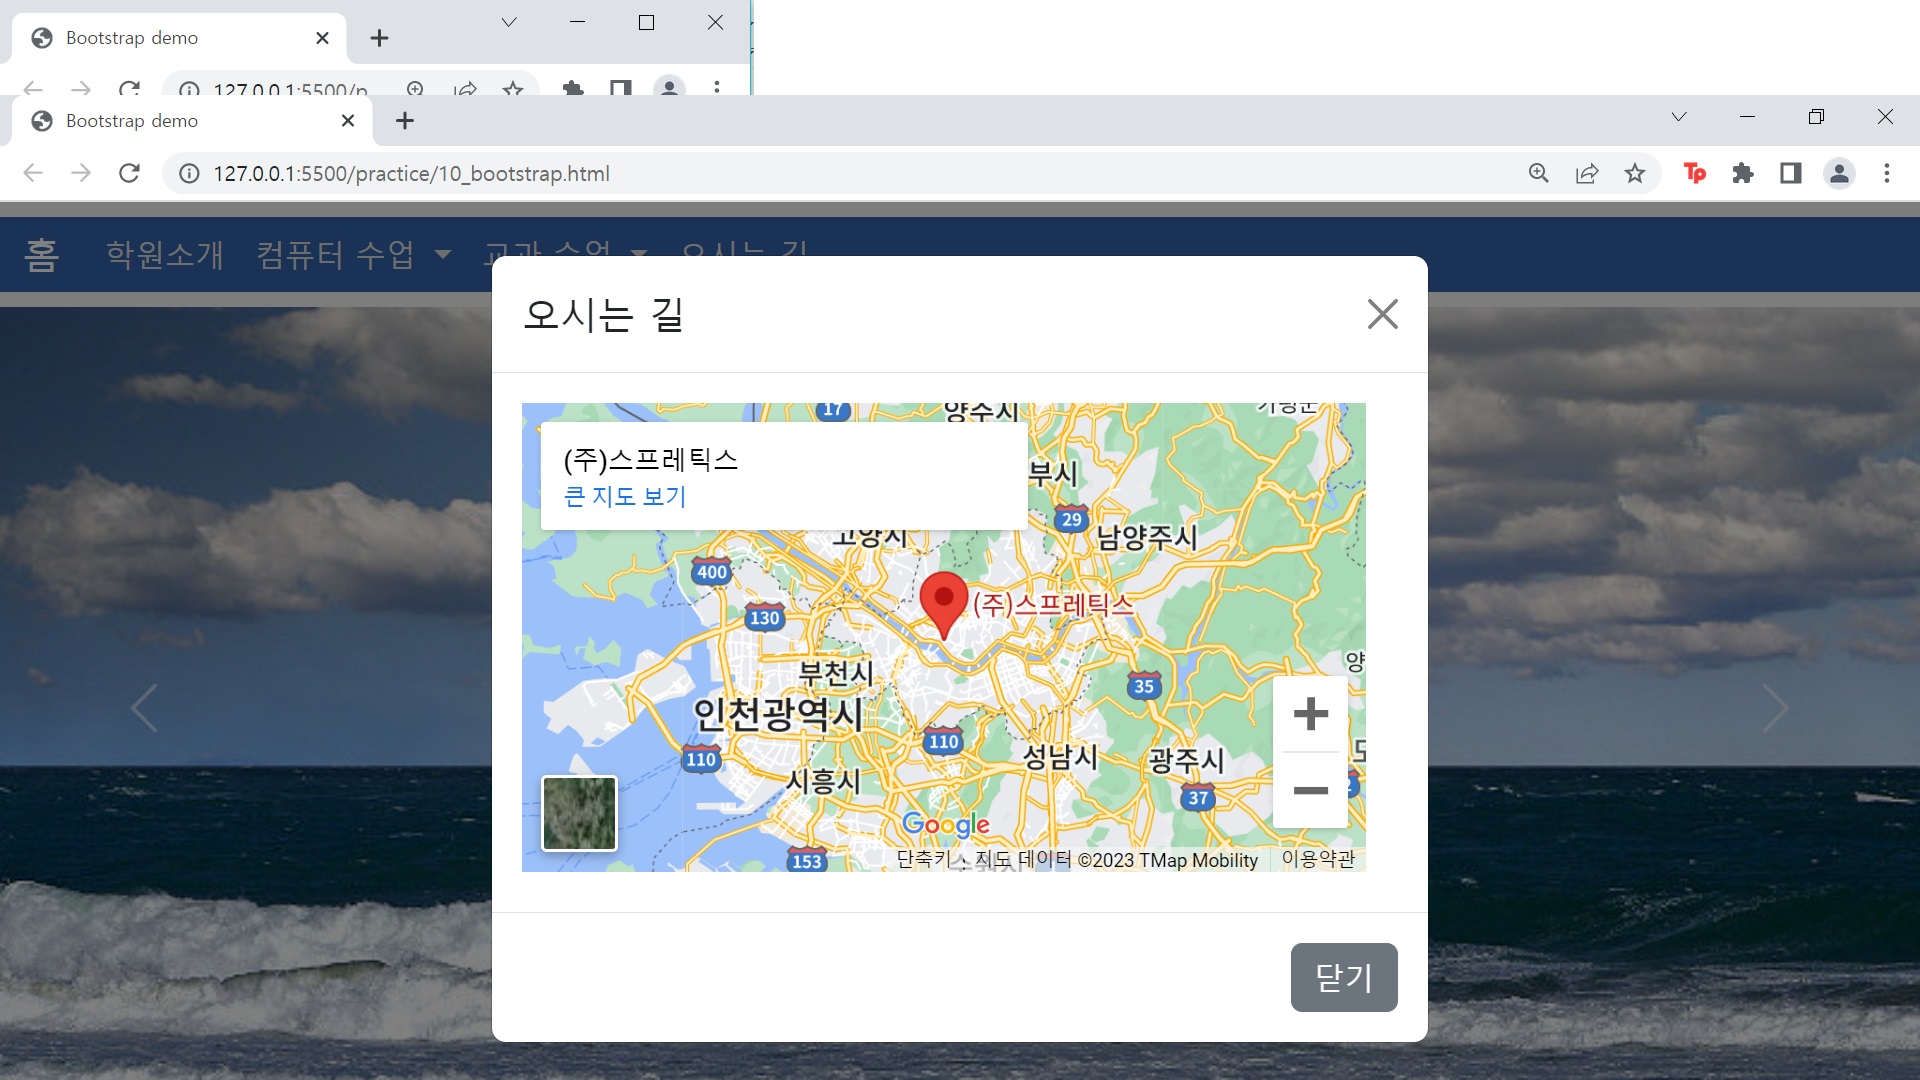 Bootstrap demo
127.0.0.1:5500/p
Bootstrap demo
127.0.0.1:5500/practice/10_bootstrap.html
Tp
홈 학원소개 컴퓨터 수업 교과 수업 오시는 길
오시는 길
17
양주시
가평군
(주)스프레틱스
큰 지도 보기
부시
29
남양주시
고양시
400
130
(주)스프레틱스
부천시
양
35
인천광역시
110
110
성남시
광주시
시흥시
37
Google
153
단축키 지도 데이터 ©2023 TMap Mobility 이용약관
닫기